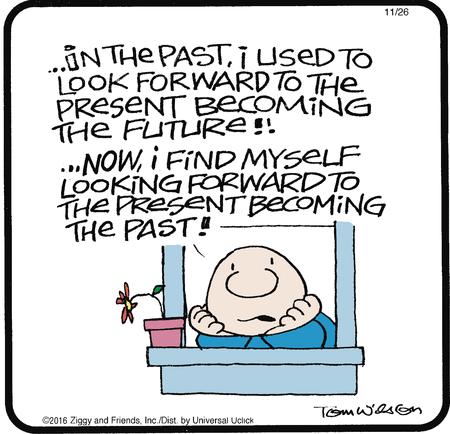 11/26
...IN THE PAST, i USED TO
LOOK FORWARD TO THE
PRESENT BECOMING
THE FUTURE!!
...NOW, i FIND MYSELF
LOOKING FORWARD TO
THE PRESENT BECOMING
THE PAST!!
©2016 Ziggy and Friends, Inc./Dist. by Universal Uclick
Tom Wilson